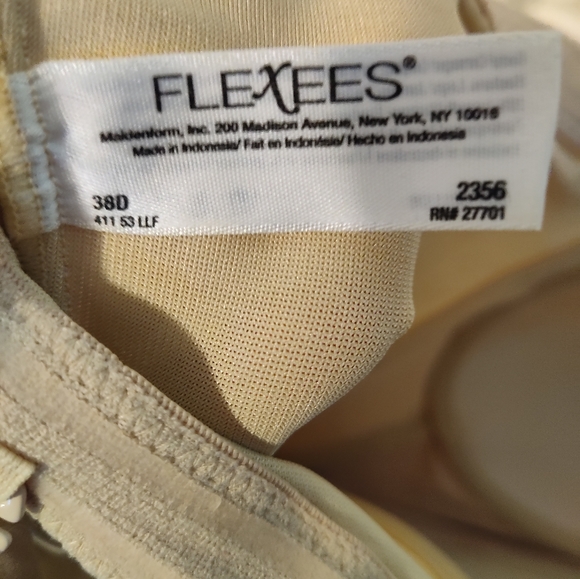 FLEXEES®
Maidenform, Inc. 200 Madison Avenue, New York, NY 10016
Made in Indonesia/ Fait en Indonésie/ Hecho en Indonesia
38D
411 53 LLF
2356
RN# 27701